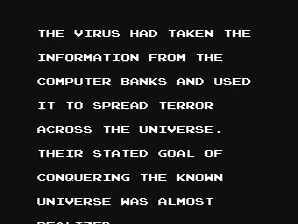 THE VIRUS HAD TAKEN THE
INFORMATION FROM THE
COMPUTER BANKS AND USED
IT TO SPREAD TERROR
ACROSS THE UNIVERSE.
THEIR STATED GOAL OF
CONQUERING THE KNOWN
UNIVERSE WAS ALMOST